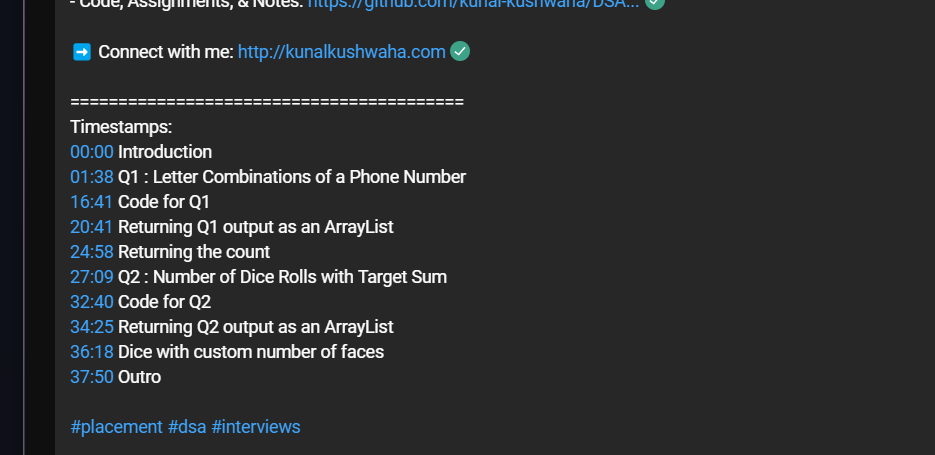 - Code, Assignments, & Notes: https://github.com/kunal-kushwaha/DSA...
➡ Connect with me: http://kunalkushwaha.com
=========================================
Timestamps:
00:00 Introduction
01:38 Q1 : Letter Combinations of a Phone Number
16:41 Code for Q1
20:41 Returning Q1 output as an ArrayList
24:58 Returning the count
27:09 Q2 : Number of Dice Rolls with Target Sum
32:40 Code for Q2
34:25 Returning Q2 output as an ArrayList
36:18 Dice with custom number of faces
37:50 Outro
#placement #dsa #interviews